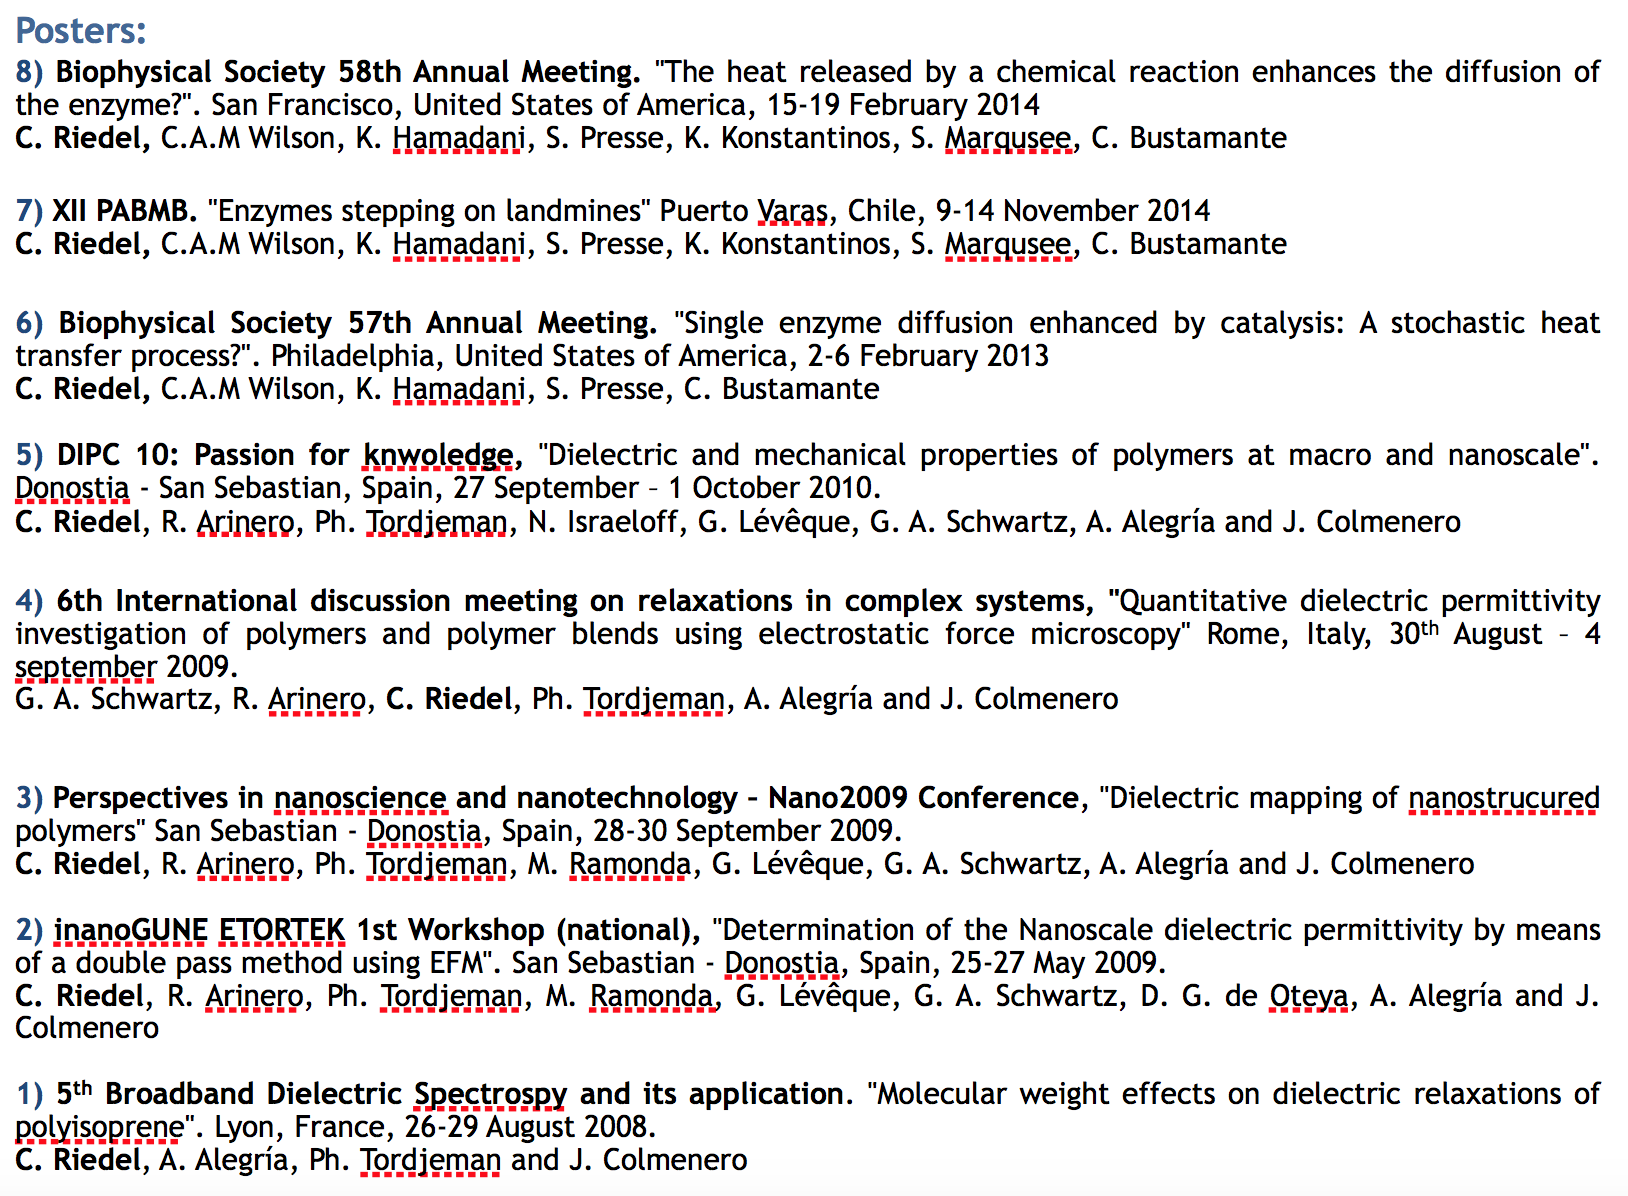 Posters:
8) Biophysical Society 58th Annual Meeting. "The heat released by a chemical reaction enhances the diffusion of
the enzyme?". San Francisco, United States of America, 15-19 February 2014
C. Riedel, C.A.M Wilson, K. Hamadani, S. Presse, K. Konstantinos, S. Marqusee, C. Bustamante
7) XII PABMB. "Enzymes stepping on landmines" Puerto Varas, Chile, 9-14 November 2014
C. Riedel, C.A.M Wilson, K. Hamadani, S. Presse, K. Konstantinos, S. Marqusee, C. Bustamante
6) Biophysical Society 57th Annual Meeting. "Single enzyme diffusion enhanced by catalysis: A stochastic heat
transfer process?". Philadelphia, United States of America, 2-6 February 2013
C. Riedel, C.A.M Wilson, K. Hamadani, S. Presse, C. Bustamante
5) DIPC 10: Passion for knwoledge, "Dielectric and mechanical properties of polymers at macro and nanoscale".
Donostia - San Sebastian, Spain, 27 September – 1 October 2010.
C. Riedel, R. Arinero, Ph. Tordjeman, N. Israeloff, G. Lévêque, G. A. Schwartz, A. Alegría and J. Colmenero
4) 6th International discussion meeting on relaxations in complex systems, "Quantitative dielectric permittivity
investigation of polymers and polymer blends using electrostatic force microscopy" Rome, Italy, 30th August – 4
september 2009.
G. A. Schwartz, R. Arinero, C. Riedel, Ph. Tordjeman, A. Alegría and J. Colmenero
3) Perspectives in nanoscience and nanotechnology - Nano2009 Conference, "Dielectric mapping of nanostrucured
polymers" San Sebastian - Donostia, Spain, 28-30 September 2009.
C. Riedel, R. Arinero, Ph. Tordjeman, M. Ramonda, G. Lévêque, G. A. Schwartz, A. Alegría and J. Colmenero
2) inanoGUNE ETORTEK 1st Workshop (national), "Determination of the Nanoscale dielectric permittivity by means
of a double pass method using EFM". San Sebastian - Donostia, Spain, 25-27 May 2009.
C. Riedel, R. Arinero, Ph. Tordjeman, M. Ramonda, G. Lévêque, G. A. Schwartz, D. G. de Oteya, A. Alegría and J.
Colmenero
1) 5th Broadband Dielectric Spectrospy and its application. "Molecular weight effects on dielectric relaxations of
polyisoprene". Lyon, France, 26-29 August 2008.
C. Riedel, A. Alegría, Ph. Tordjeman and J. Colmenero